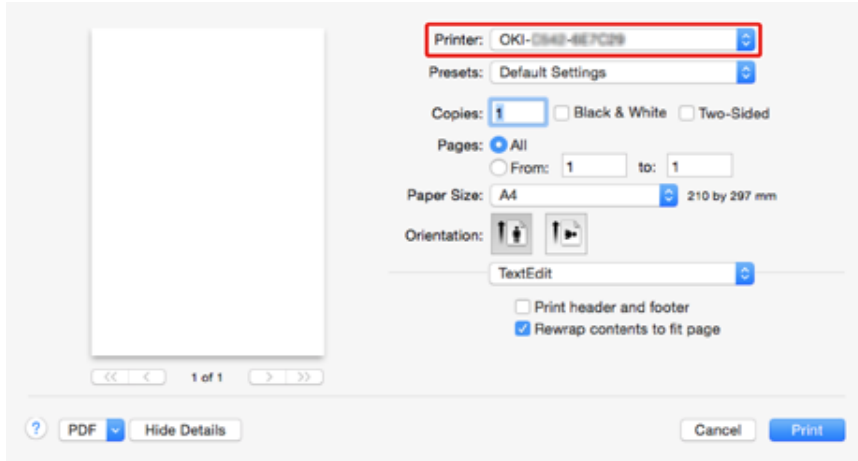 Printer: OKI-
Presets: Default Settings
Copies: 1 Black & White Two-Sided
Pages: All
From: 1 to: 1
Paper Size: A4 210 by 297 mm
Orientation:
TextEdit
Print header and footer
Rewrap contents to fit page
<< < 1 of 1 > >>
? PDF Hide Details Cancel Print